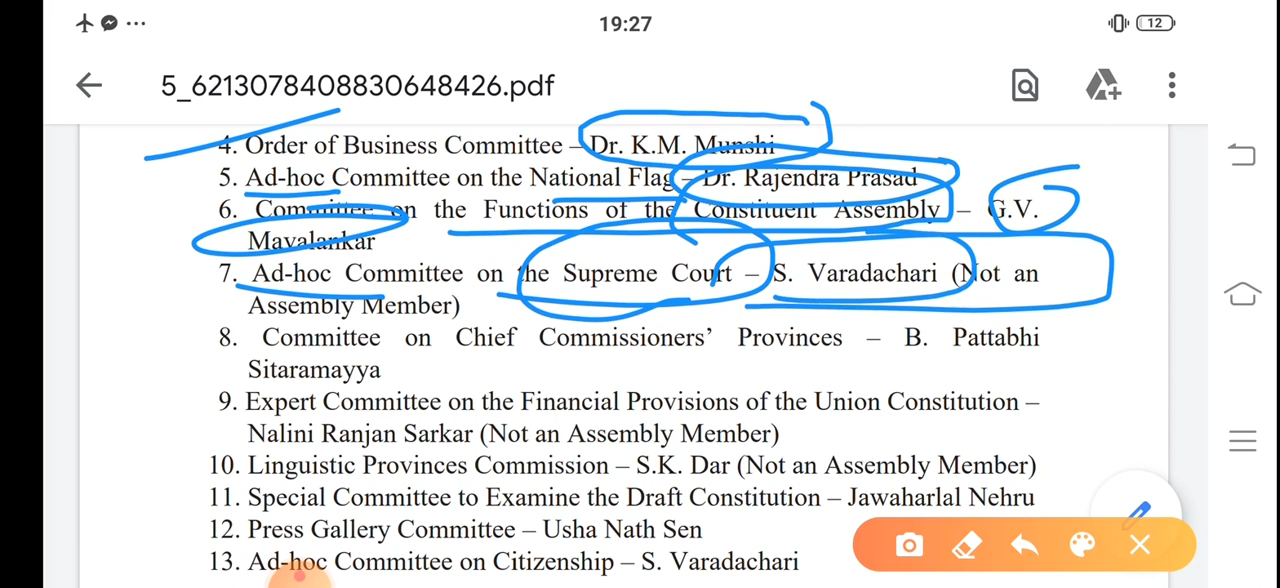 19:27
12
5_6213078408830648426.pdf
4. Order of Business Committee – Dr. K.M. Munshi
5. Ad-hoc Committee on the National Flag – Dr. Rajendra Prasad
6. Committee on the Functions of the Constituent Assembly – G.V.
Mavalankar
7. Ad-hoc Committee on the Supreme Court – S. Varadachari (Not an
Assembly Member)
8. Committee on Chief Commissioners’ Provinces – B. Pattabhi
Sitaramayya
9. Expert Committee on the Financial Provisions of the Union Constitution –
Nalini Ranjan Sarkar (Not an Assembly Member)
10. Linguistic Provinces Commission – S.K. Dar (Not an Assembly Member)
11. Special Committee to Examine the Draft Constitution – Jawaharlal Nehru
12. Press Gallery Committee – Usha Nath Sen
13. Ad-hoc Committee on Citizenship – S. Varadachari